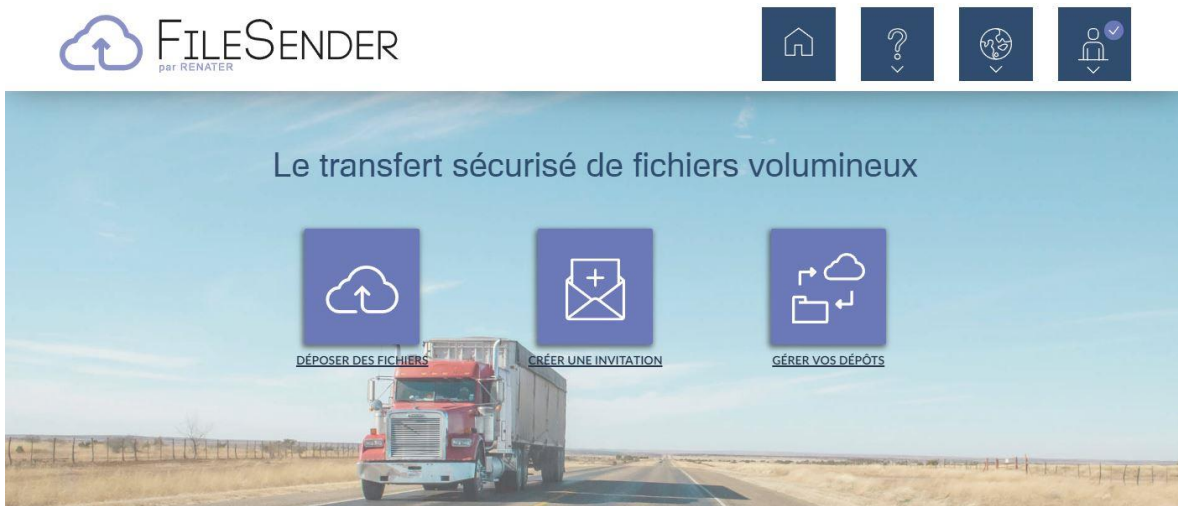 FILESENDER
par RENATER
Le transfert sécurisé de fichiers volumineux
DÉPOSER DES FICHIERS
CRÉER UNE INVITATION
GÉRER VOS DÉPÔTS